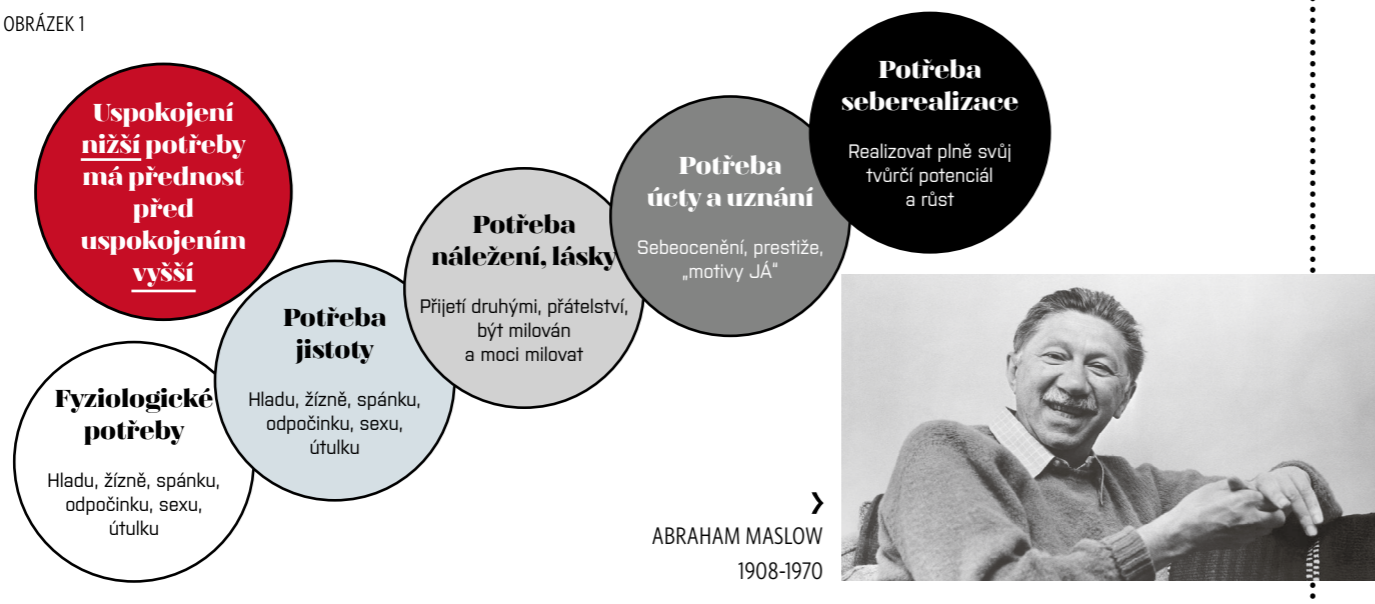 OBRÁZEK 1
Uspokojení
nižší potřeby
má přednost
před
uspokojením
vyšší
Fyziologické
potřeby
Hladu, žízně, spánku,
odpočinku, sexu,
útulku
Potřeba
jistoty
Hladu, žízně, spánku,
odpočinku, sexu,
útulku
Potřeba
náležení, lásky
Přijetí druhými, přátelství,
být milován
a moci milovat
Potřeba
úcty a uznání
Sebeocenění, prestiže,
„motivy JÁ“
Potřeba
seberealizace
Realizovat plně svůj
tvůrčí potenciál
a růst
ABRAHAM MASLOW
1908-1970